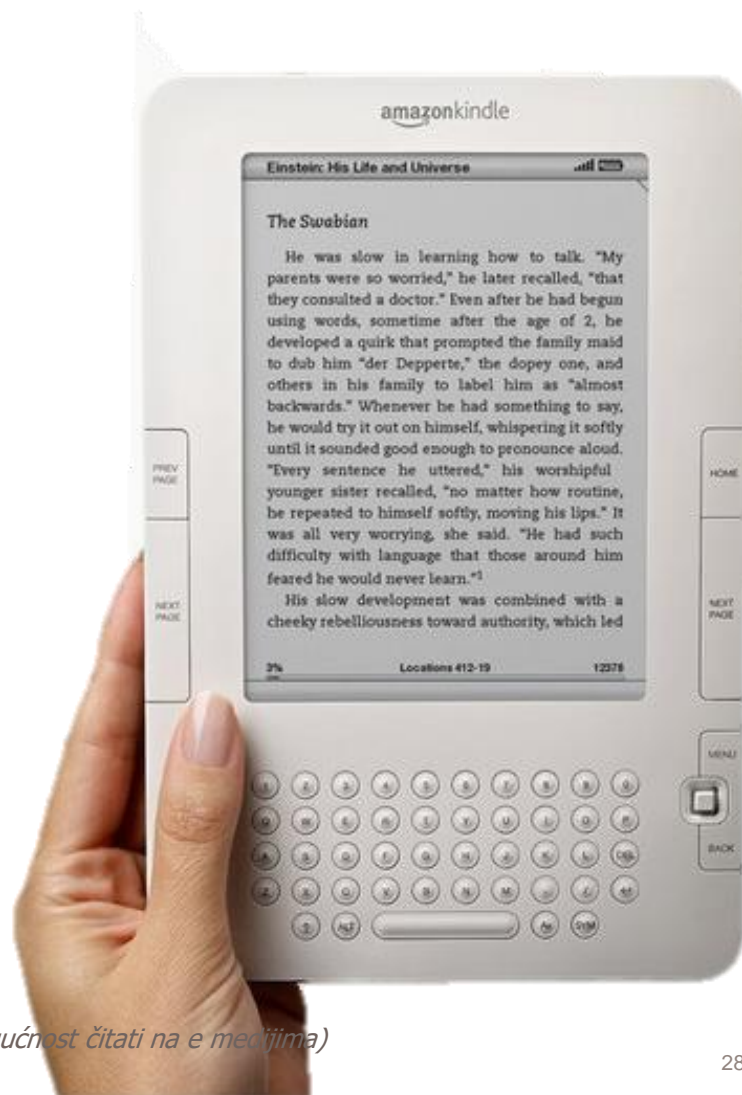 amazonkindle
Einstein: His Life and Universe
The Swabian
He was slow in learning how to talk. "My
parents were so worried," he later recalled, "that
they consulted a doctor." Even after he had begun
using words, sometime after the age of 2, he
developed a quirk that prompted the family maid
to dub him "der Depperte," the dopey one, and
others in his family to label him as "almost
backwards." Whenever he had something to say,
he would try it out on himself, whispering it softly
until it sounded good enough to pronounce aloud.
"Every sentence he uttered," his worshipful
younger sister recalled, "no matter how routine,
he repeated to himself softly, moving his lips." It
was all very worrying, she said. "He had such
difficulty with language that those around him
feared he would never learn."1
His slow development was combined with a
cheeky rebelliousness toward authority, which led
3% Locations 412-19 12378
PREV
PAGE
NEXT
PAGE
HOME
NEXT
PAGE
MENU
BACK
DEL
ALT
Aa SYM
čitati na e medijima)
28